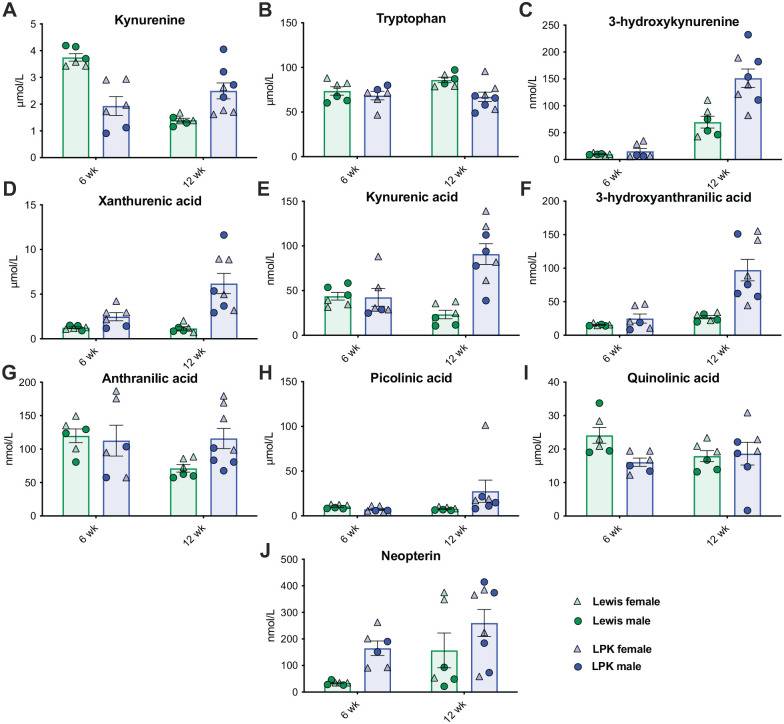 A Kynurenine
µmol/L
5
4
3
2
1
0
6 wk
12 wk
B Tryptophan
µmol/L
150
100
50
0
6 wk
12 wk
C 3-hydroxykynurenine
nmol/L
250
200
150
100
50
0
6 wk
12 wk
D Xanthurenic acid
µmol/L
15
10
5
0
6 wk
12 wk
E Kynurenic acid
nmol/L
150
100
50
0
6 wk
12 wk
F 3-hydroxyanthranilic acid
nmol/L
200
150
100
50
0
6 wk
12 wk
G Anthranilic acid
nmol/L
200
150
100
50
0
6 wk
12 wk
H Picolinic acid
µmol/L
150
100
50
0
6 wk
12 wk
I Quinolinic acid
µmol/L
40
30
20
10
0
6 wk
12 wk
J Neopterin
nmol/L
500
400
300
200
100
0
6 wk
12 wk
Lewis female
Lewis male
LPK female
LPK male